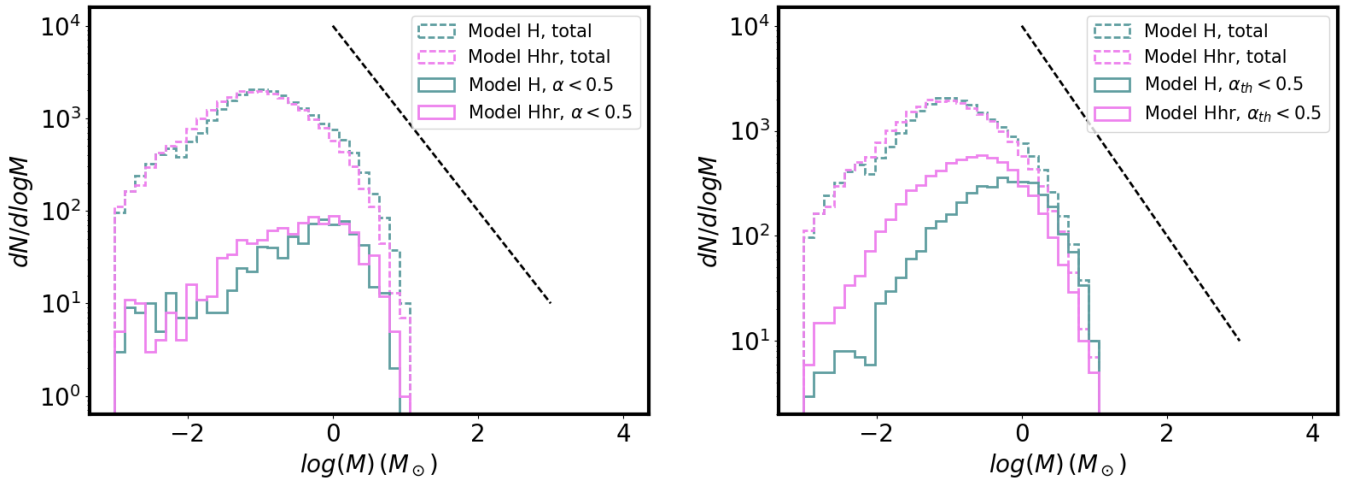 Model H, total
Model Hhr, total
Model H, α < 0.5
Model Hhr, α < 0.5
10⁴
10³
10²
10¹
10⁰
dN/dlogM
−2
0
2
4
log(M) (M⊙)
Model H, total
Model Hhr, total
Model H, αth < 0.5
Model Hhr, αth < 0.5
10⁴
10³
10²
10¹
dN/dlogM
−2
0
2
4
log(M) (M⊙)